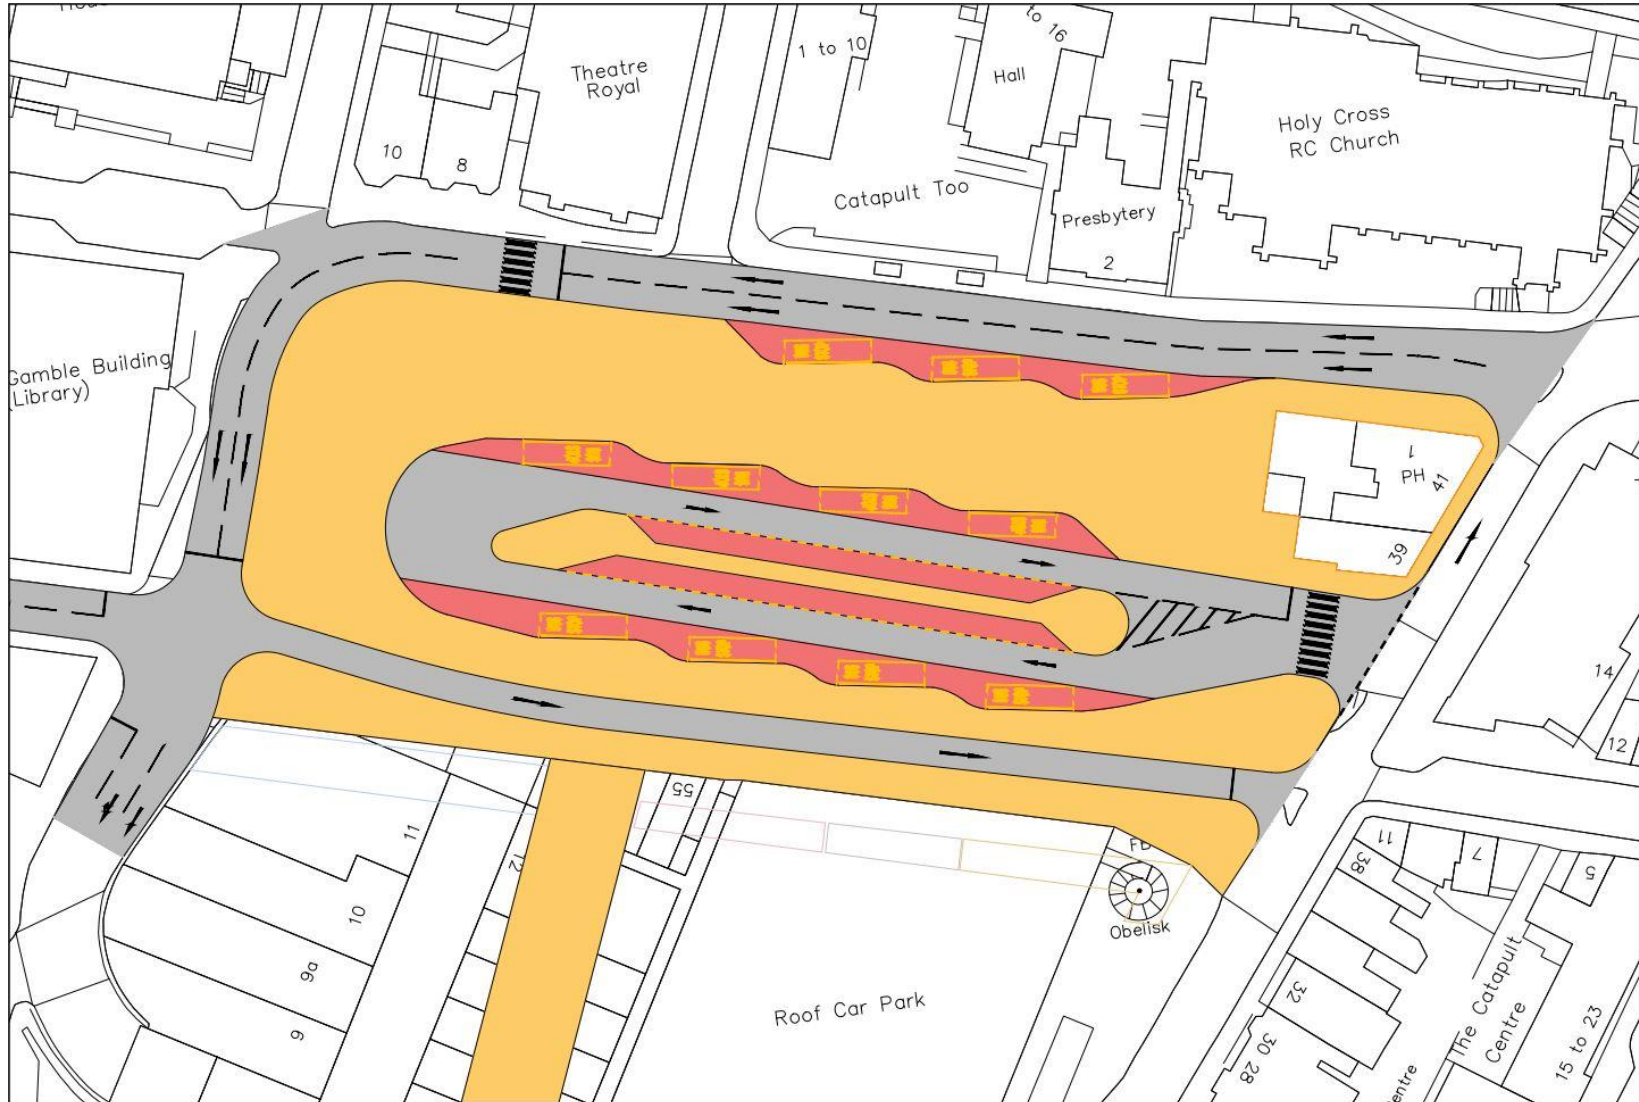 to 16
1 to 10
Theatre
Royal
Hall
Holy Cross
RC Church
10
8
Catapult Too
Presbytery
2
Gamble Building
(Library)
1
PH
41
39
14
12
55
11
12
FB
Obelisk
10
9a
9
Roof Car Park
11
38
7
5
32
30
28
The Catapult
Centre
15 to 23